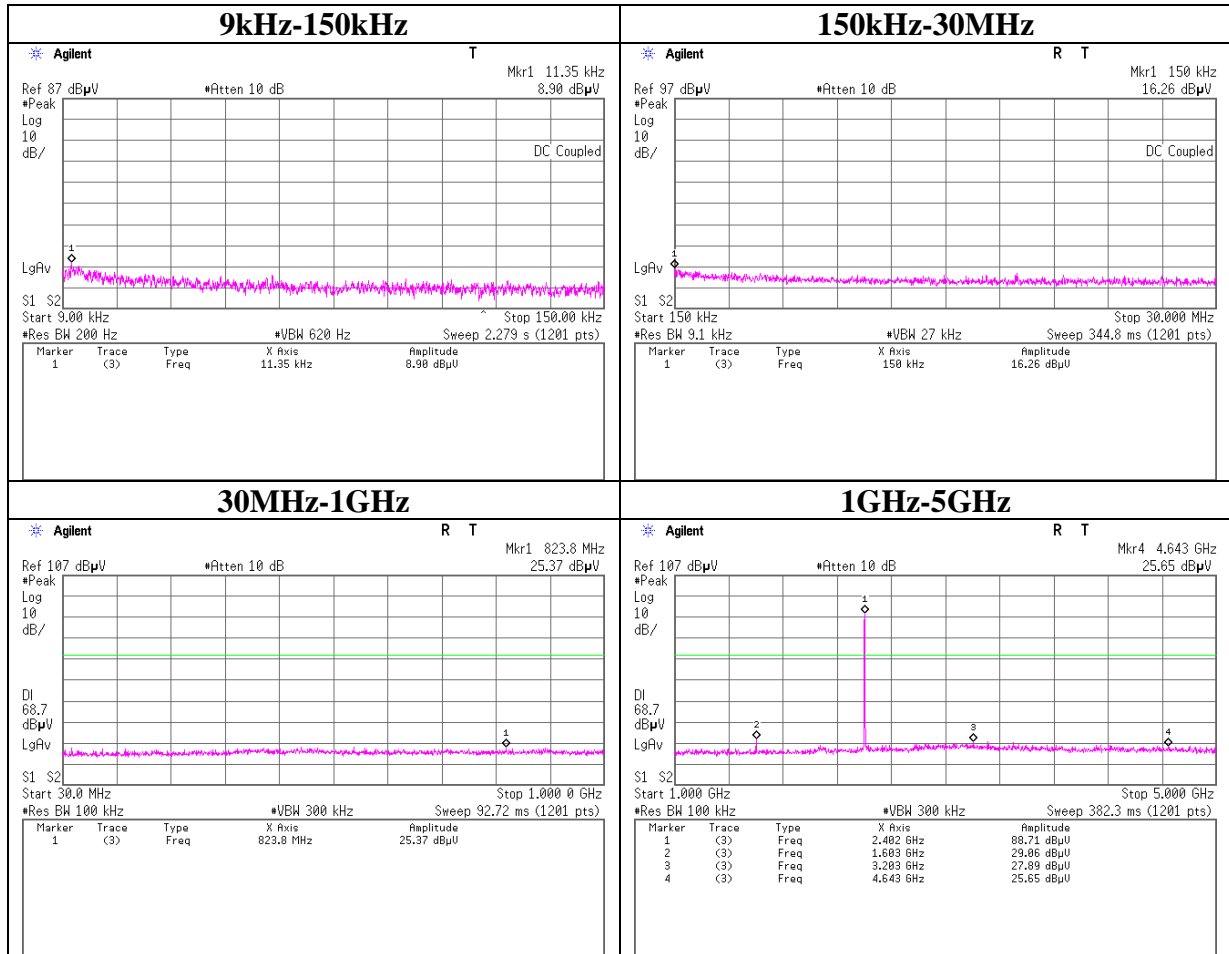 9kHz-150kHz
Agilent T
Mkr1 11.35 kHz
Ref 87 dBµV #Atten 10 dB 8.90 dBµV
#Peak
Log
10
dB/
DC Coupled
1
LgAv
S1 S2
Start 9.00 kHz ^ Stop 150.00 kHz
#Res BW 200 Hz #VBW 620 Hz Sweep 2.279 s (1201 pts)
Marker Trace Type X Axis Amplitude
1 (3) Freq 11.35 kHz 8.90 dBµV
150kHz-30MHz
Agilent R T
Mkr1 150 kHz
Ref 97 dBµV #Atten 10 dB 16.26 dBµV
#Peak
Log
10
dB/
DC Coupled
1
LgAv
S1 S2
Start 150 kHz Stop 30.000 MHz
#Res BW 9.1 kHz #VBW 27 kHz Sweep 344.8 ms (1201 pts)
Marker Trace Type X Axis Amplitude
1 (3) Freq 150 kHz 16.26 dBµV
30MHz-1GHz
Agilent R T
Mkr1 823.8 MHz
Ref 107 dBµV #Atten 10 dB 25.37 dBµV
#Peak
Log
10
dB/
DI
68.7
dBµV
1
LgAv
S1 S2
Start 30.0 MHz Stop 1.000 0 GHz
#Res BW 100 kHz #VBW 300 kHz Sweep 92.72 ms (1201 pts)
Marker Trace Type X Axis Amplitude
1 (3) Freq 823.8 MHz 25.37 dBµV
1GHz-5GHz
Agilent R T
Mkr4 4.643 GHz
Ref 107 dBµV #Atten 10 dB 25.65 dBµV
#Peak
1
Log
10
dB/
DI
68.7
dBµV
2 3 4
LgAv
S1 S2
Start 1.000 GHz Stop 5.000 GHz
#Res BW 100 kHz #VBW 300 kHz Sweep 382.3 ms (1201 pts)
Marker Trace Type X Axis Amplitude
1 (3) Freq 2.402 GHz 88.71 dBµV
2 (3) Freq 1.603 GHz 29.06 dBµV
3 (3) Freq 3.203 GHz 27.89 dBµV
4 (3) Freq 4.643 GHz 25.65 dBµV